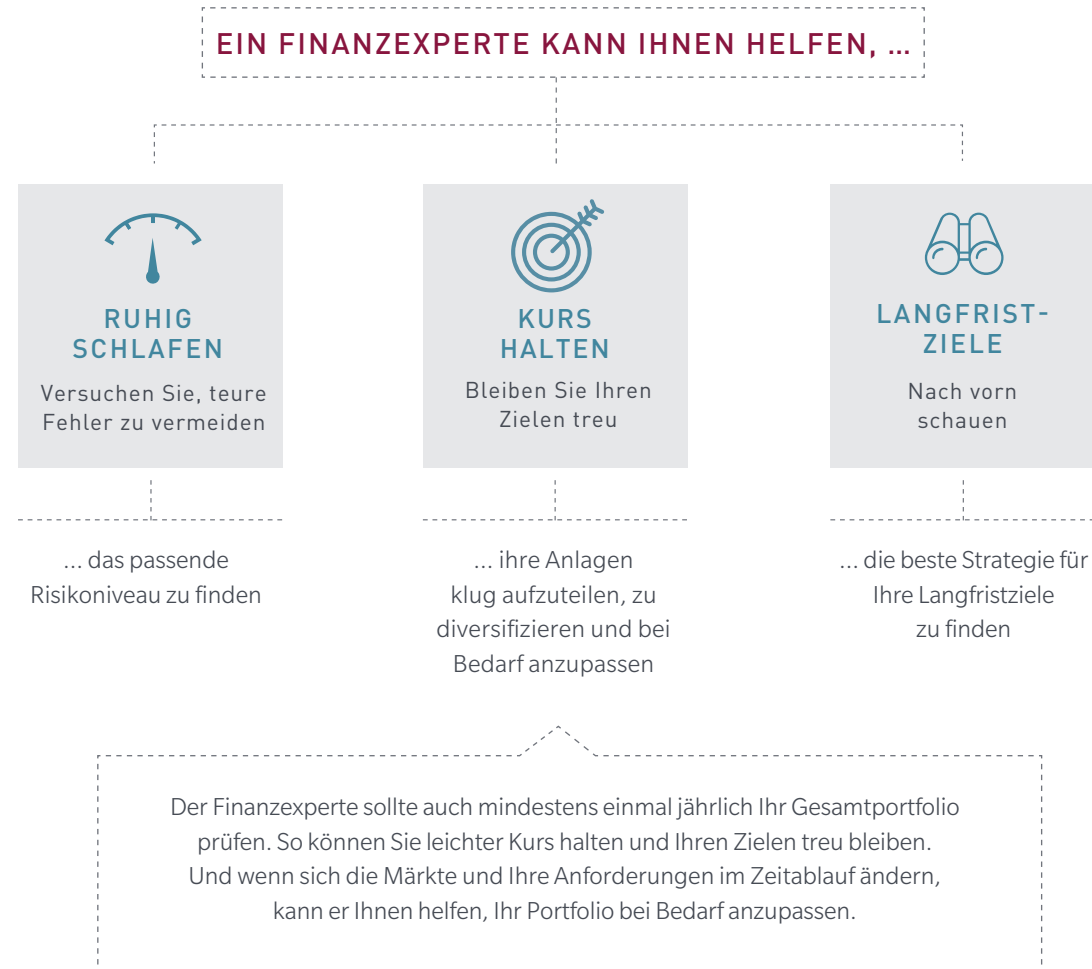 EIN FINANZEXPERTE KANN IHNEN HELFEN, ...
RUHIG
SCHLAFEN
Versuchen Sie, teure
Fehler zu vermeiden
... das passende
Risikoniveau zu finden
KURS
HALTEN
Bleiben Sie Ihren
Zielen treu
... ihre Anlagen
klug aufzuteilen, zu
diversifizieren und bei
Bedarf anzupassen
LANGFRIST-
ZIELE
Nach vorn
schauen
... die beste Strategie für
Ihre Langfristziele
zu finden
Der Finanzexperte sollte auch mindestens einmal jährlich Ihr Gesamtportfolio
prüfen. So können Sie leichter Kurs halten und Ihren Zielen treu bleiben.
Und wenn sich die Märkte und Ihre Anforderungen im Zeitablauf ändern,
kann er Ihnen helfen, Ihr Portfolio bei Bedarf anzupassen.